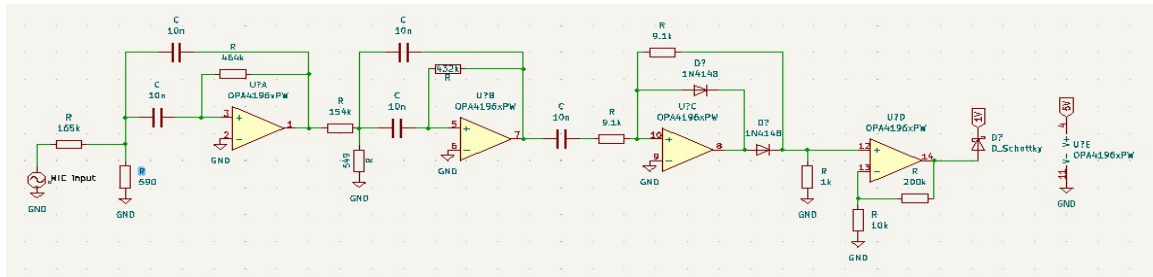 C
10n
R
464k
C
10n
U?A
OPA4196xPW
3
+
2
−
1
GND
R
165k
MIC Input
GND
R
590
GND
C
10n
432k
R
R
154k
C
10n
U?B
OPA4196xPW
5
+
6
−
7
GND
549
R
GND
C
10n
R
9.1k
R
9.1k
D?
1N4148
U?C
OPA4196xPW
10
+
9
−
8
GND
D?
1N4148
R
1k
GND
U?D
OPA4196xPW
12
+
13
−
14
R
200k
R
10k
GND
1V
D?
D_Schottky
5V
4
V+
U?E
OPA4196xPW
V−
11
GND